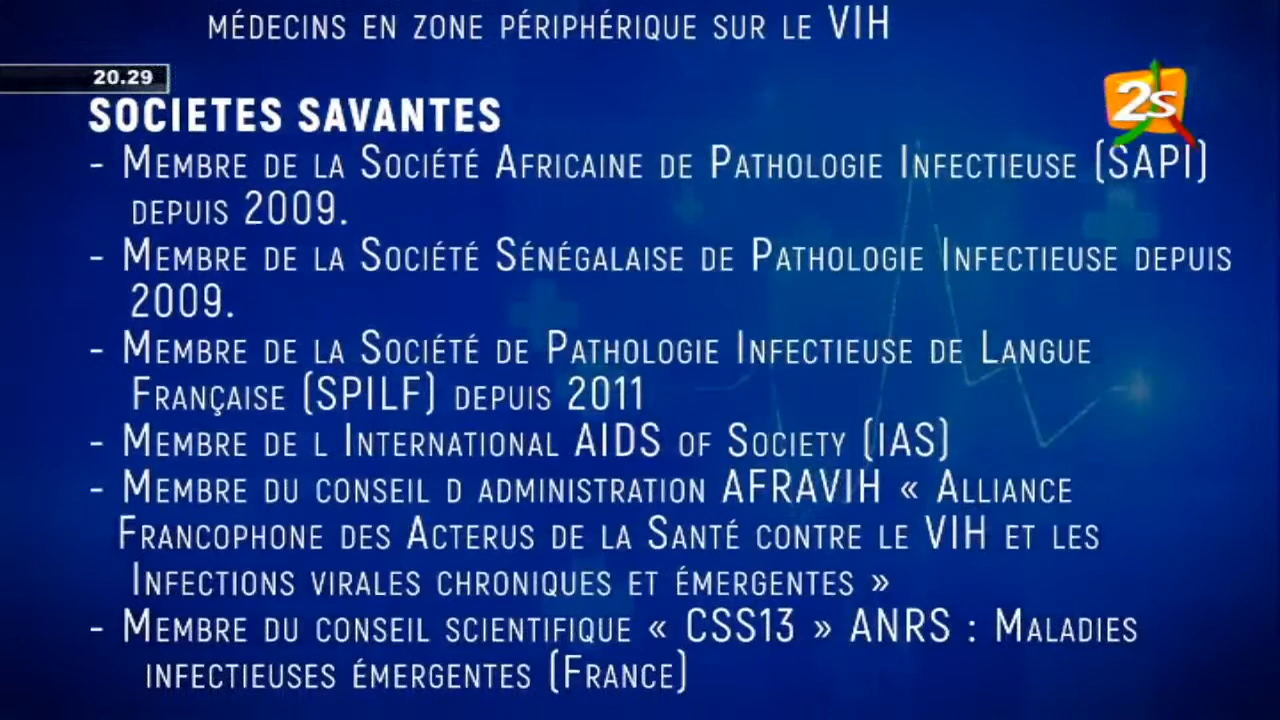 MÉDECINS EN ZONE PÉRIPHÉRIQUE SUR LE VIH
20.29
2S
SOCIETES SAVANTES
- MEMBRE DE LA SOCIÉTÉ AFRICAINE DE PATHOLOGIE INFECTIEUSE (SAPI)
DEPUIS 2009.
- MEMBRE DE LA SOCIÉTÉ SÉNÉGALAISE DE PATHOLOGIE INFECTIEUSE DEPUIS
2009.
- MEMBRE DE LA SOCIÉTÉ DE PATHOLOGIE INFECTIEUSE DE LANGUE
FRANÇAISE (SPILF) DEPUIS 2011
- MEMBRE DE L INTERNATIONAL AIDS OF SOCIETY (IAS)
- MEMBRE DU CONSEIL D ADMINISTRATION AFRAVIH « ALLIANCE
FRANCOPHONE DES ACTERUS DE LA SANTÉ CONTRE LE VIH ET LES
INFECTIONS VIRALES CHRONIQUES ET ÉMERGENTES »
- MEMBRE DU CONSEIL SCIENTIFIQUE « CSS13 » ANRS : MALADIES
INFECTIEUSES ÉMERGENTES (FRANCE)